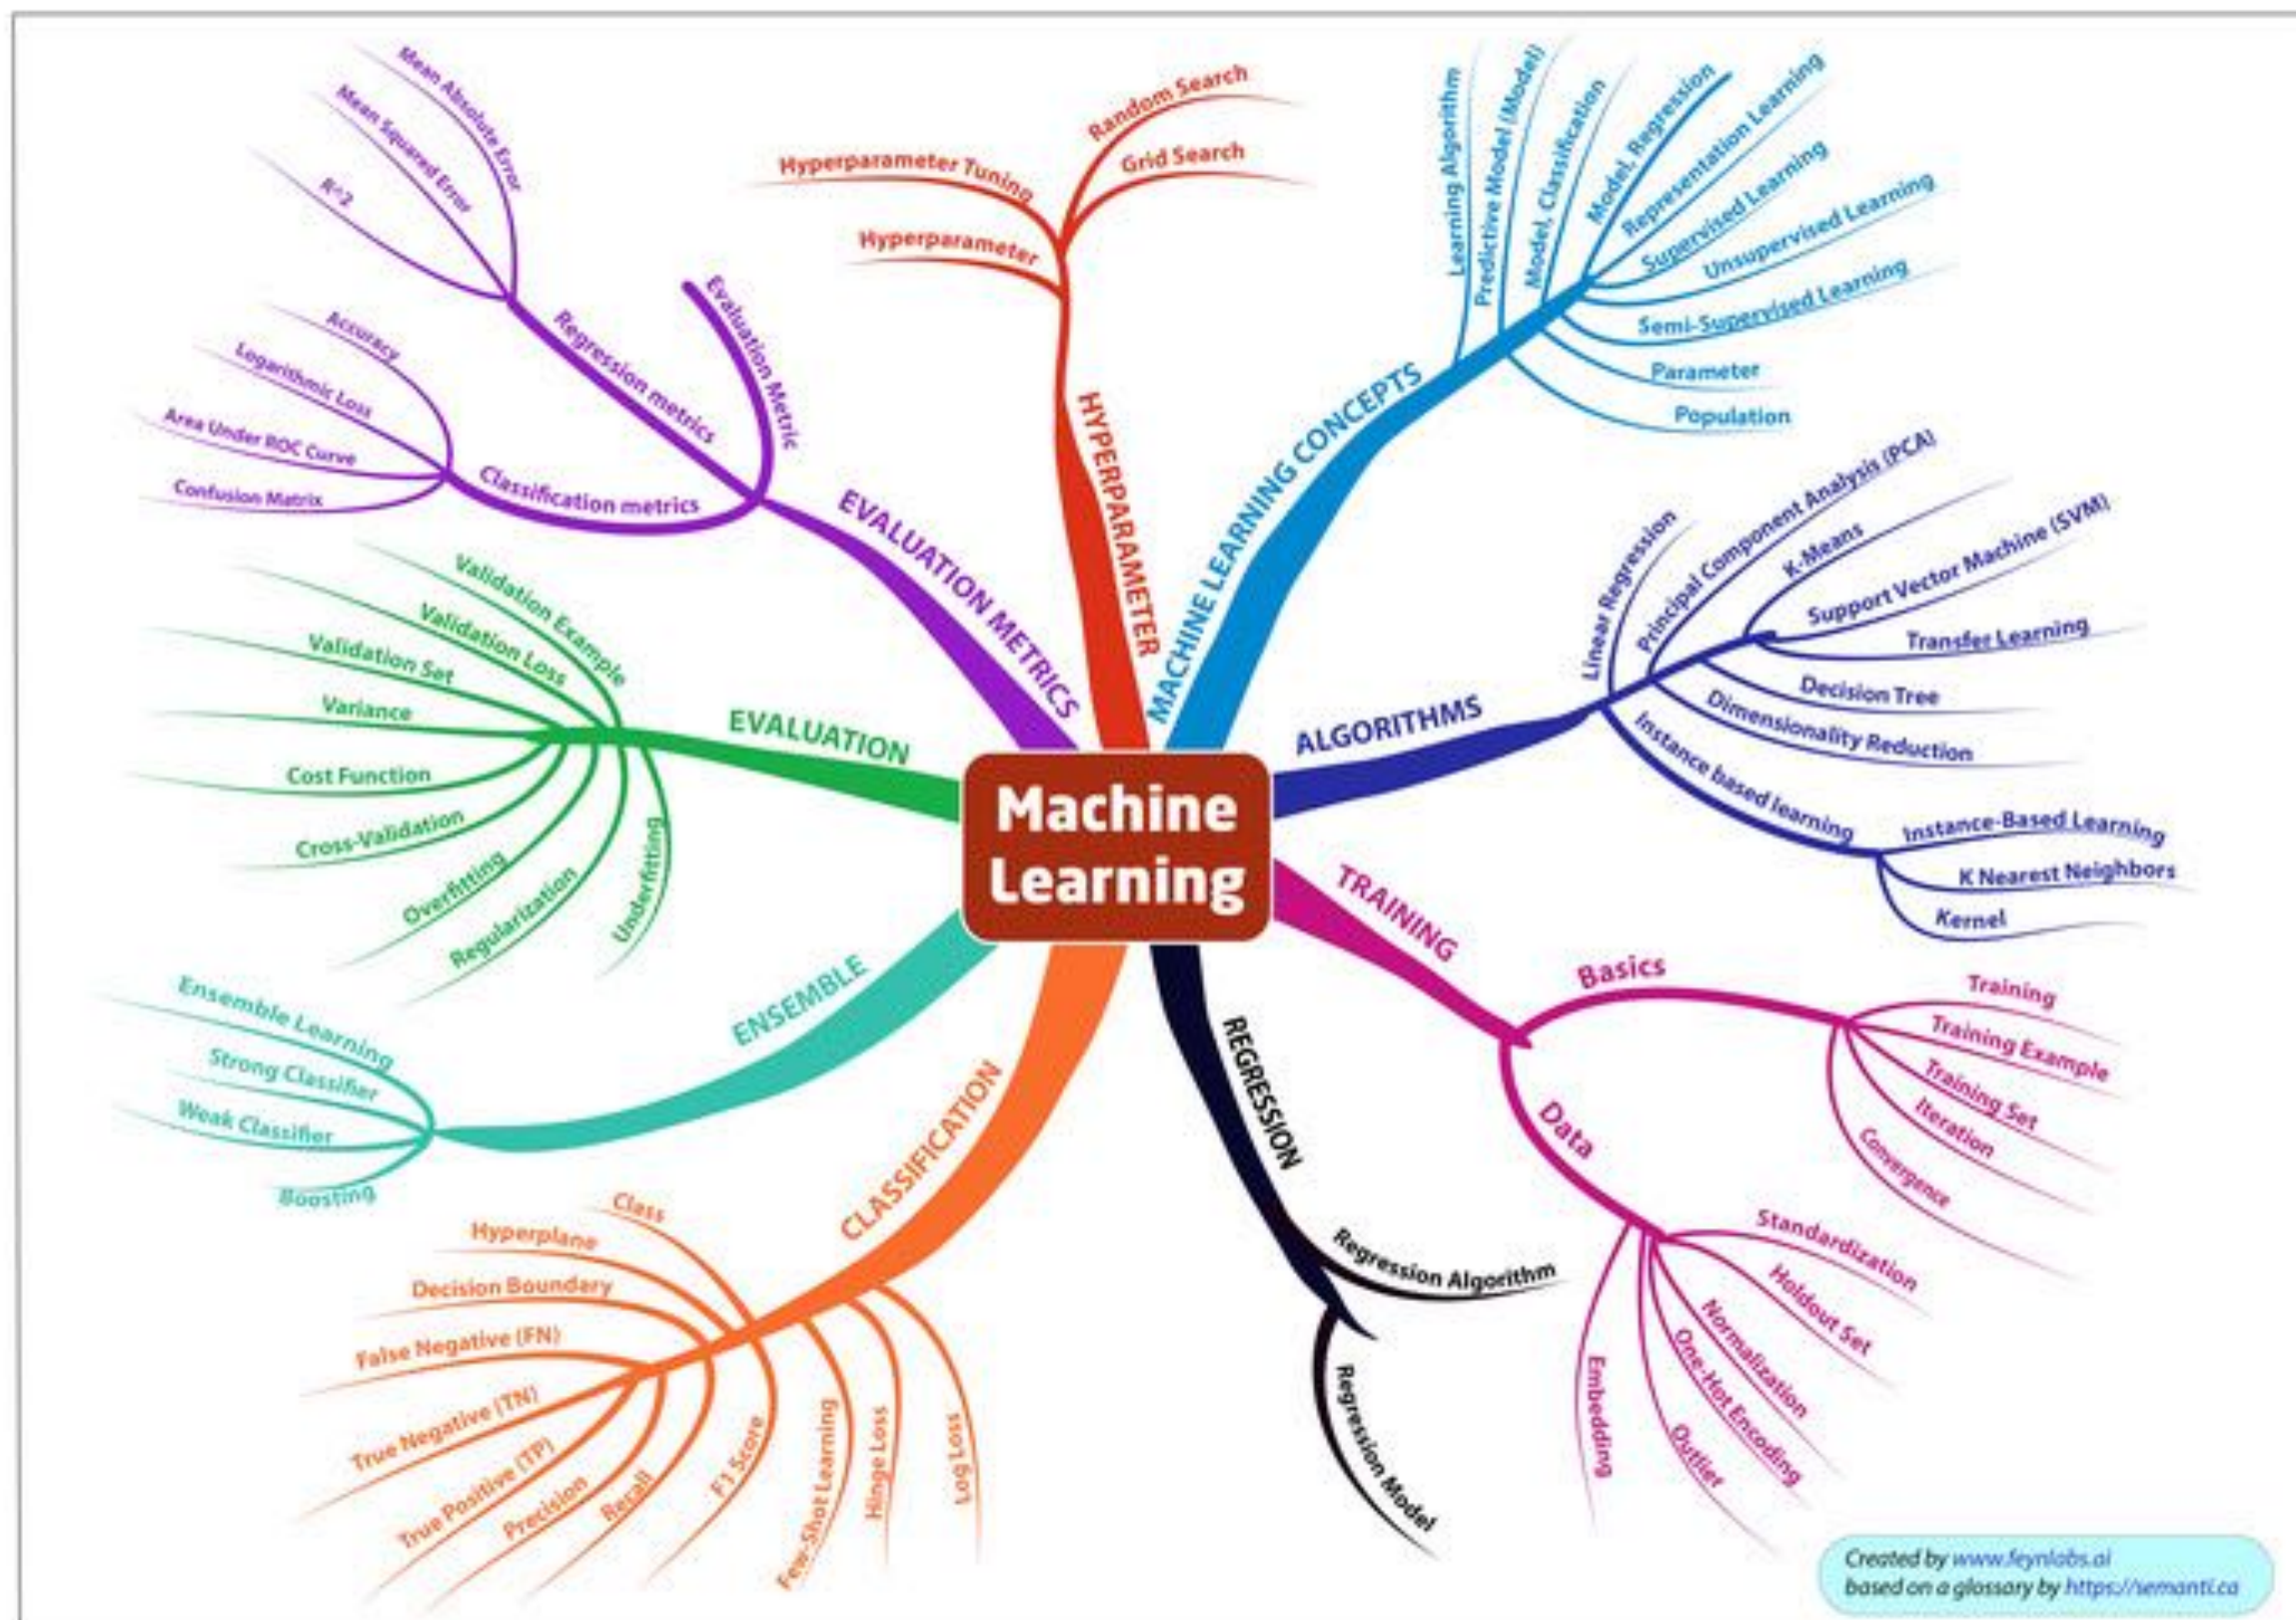 Machine
Learning
HYPERPARAMETER
Hyperparameter Tuning
Hyperparameter
Random Search
Grid Search
MACHINE LEARNING CONCEPTS
Learning Algorithm
Predictive Model (Model)
Model, Classification
Model, Regression
Representation Learning
Supervised Learning
Unsupervised Learning
Semi-Supervised Learning
Parameter
Population
ALGORITHMS
Linear Regression
Principal Component Analysis (PCA)
K-Means
Support Vector Machine (SVM)
Transfer Learning
Decision Tree
Dimensionality Reduction
Instance based learning
Instance-Based Learning
K Nearest Neighbors
Kernel
TRAINING
Basics
Training
Training Example
Training Set
Iteration
Convergence
Data
Standardization
Holdout Set
Normalization
One-Hot Encoding
Outlier
Embedding
REGRESSION
Regression Algorithm
Regression Model
CLASSIFICATION
Class
Hyperplane
Decision Boundary
False Negative (FN)
True Negative (TN)
True Positive (TP)
Precision
Recall
F1 Score
Few-Shot Learning
Hinge Loss
Log Loss
ENSEMBLE
Ensemble Learning
Strong Classifier
Weak Classifier
Boosting
EVALUATION
Validation Example
Validation Loss
Validation Set
Variance
Cost Function
Cross-Validation
Overfitting
Regularization
Underfitting
EVALUATION METRICS
Evaluation Metric
Regression metrics
Mean Absolute Error
Mean Squared Error
R^2
Classification metrics
Accuracy
Logarithmic Loss
Area Under ROC Curve
Confusion Matrix
Created by www.feynlabs.ai
based on a glossary by https://semanti.ca